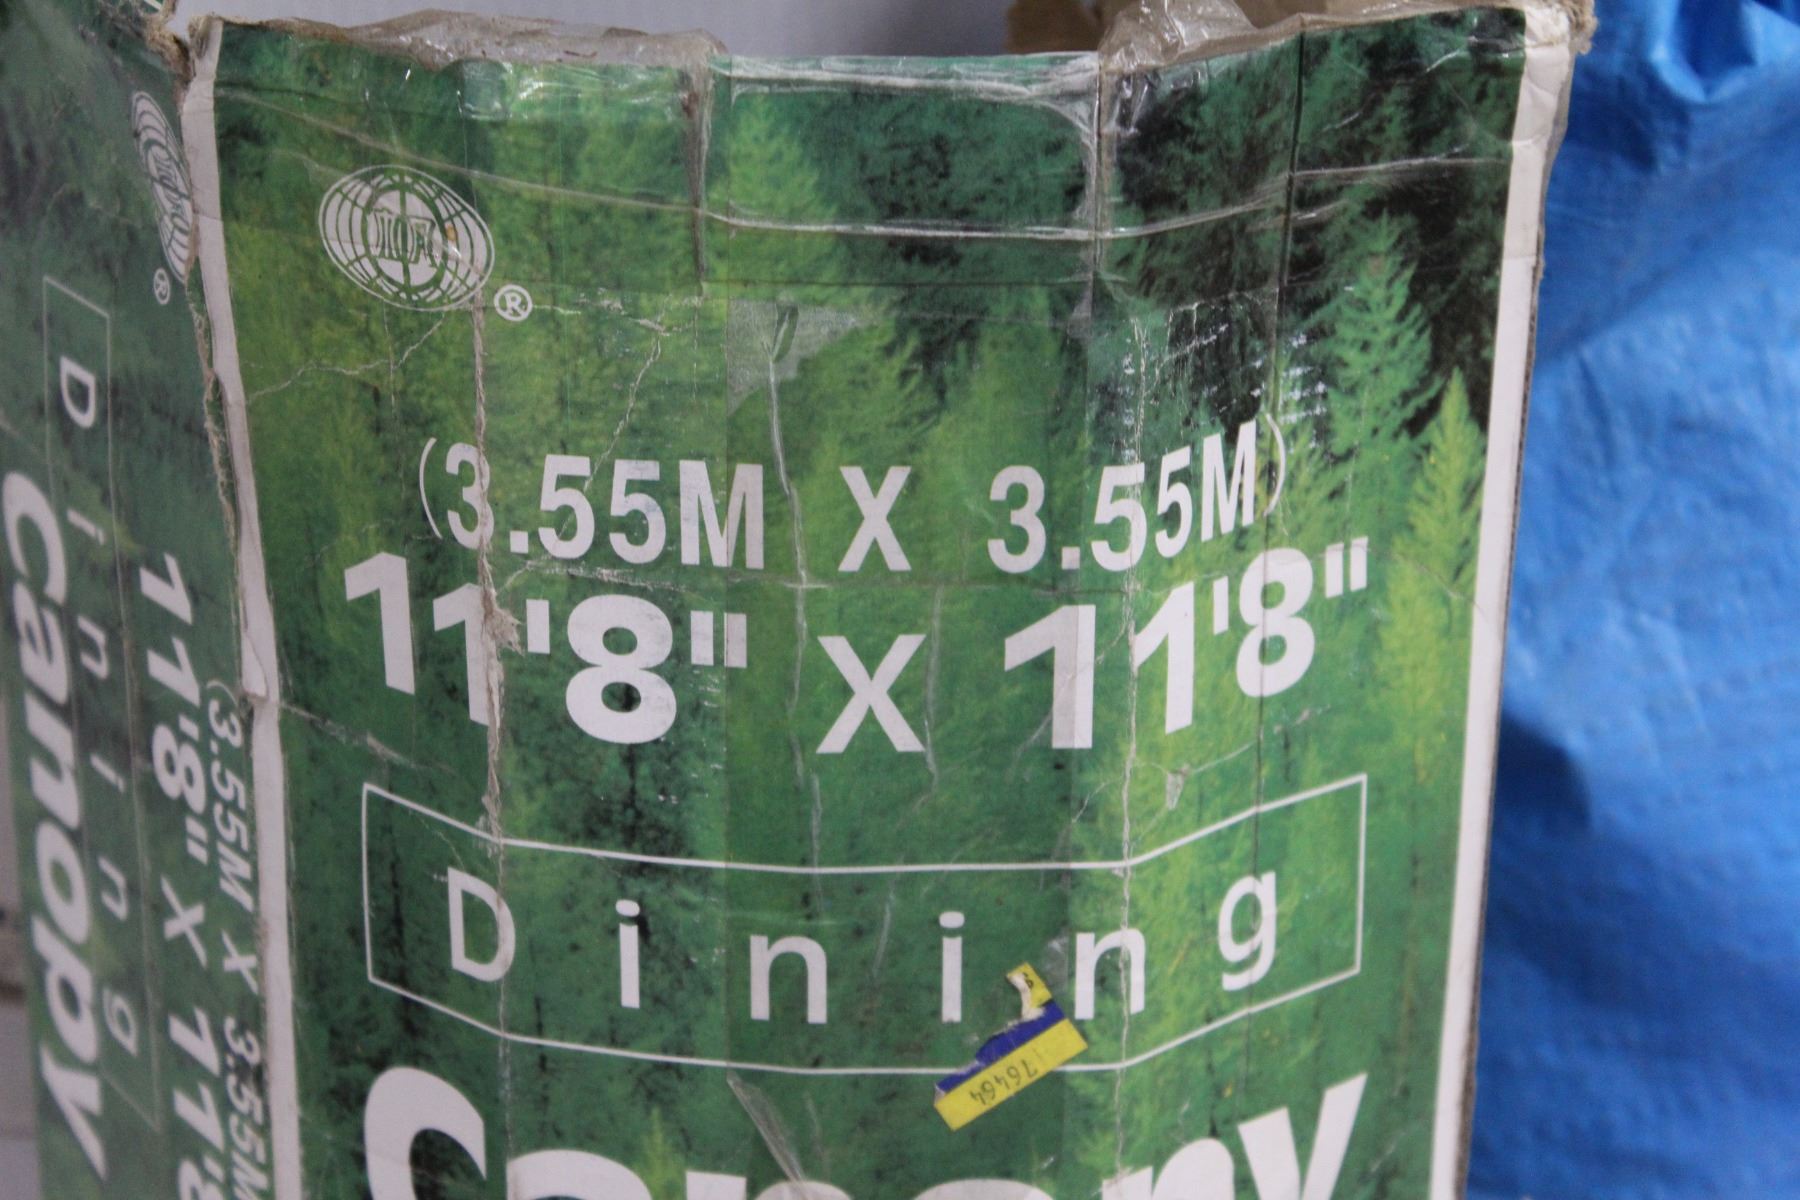 ®
(3.55M X 3.55M)
11'8" X 11'8"
Dining
Canopy
76464
®
Dining
Canopy
11'8" X 11'8
(3.55M X 3.55M